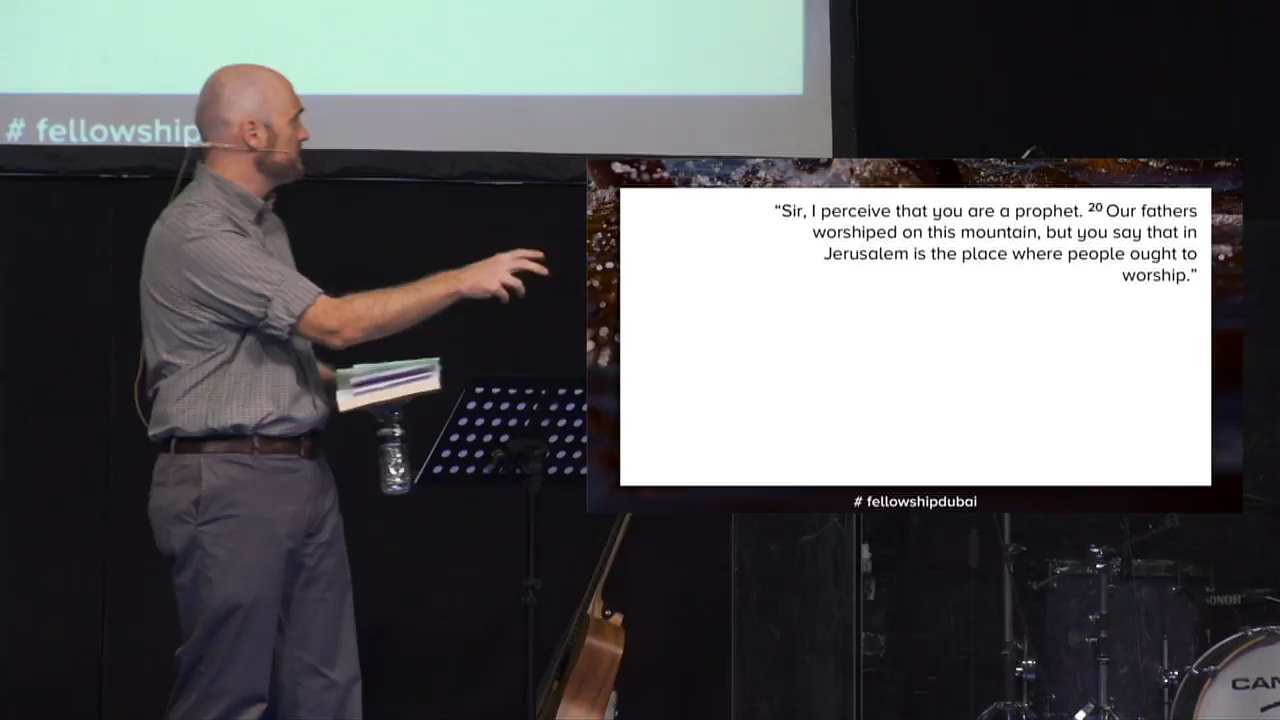 # fellowship
“Sir, I perceive that you are a prophet. ²⁰ Our fathers
worshiped on this mountain, but you say that in
Jerusalem is the place where people ought to
worship.”
# fellowshipdubai